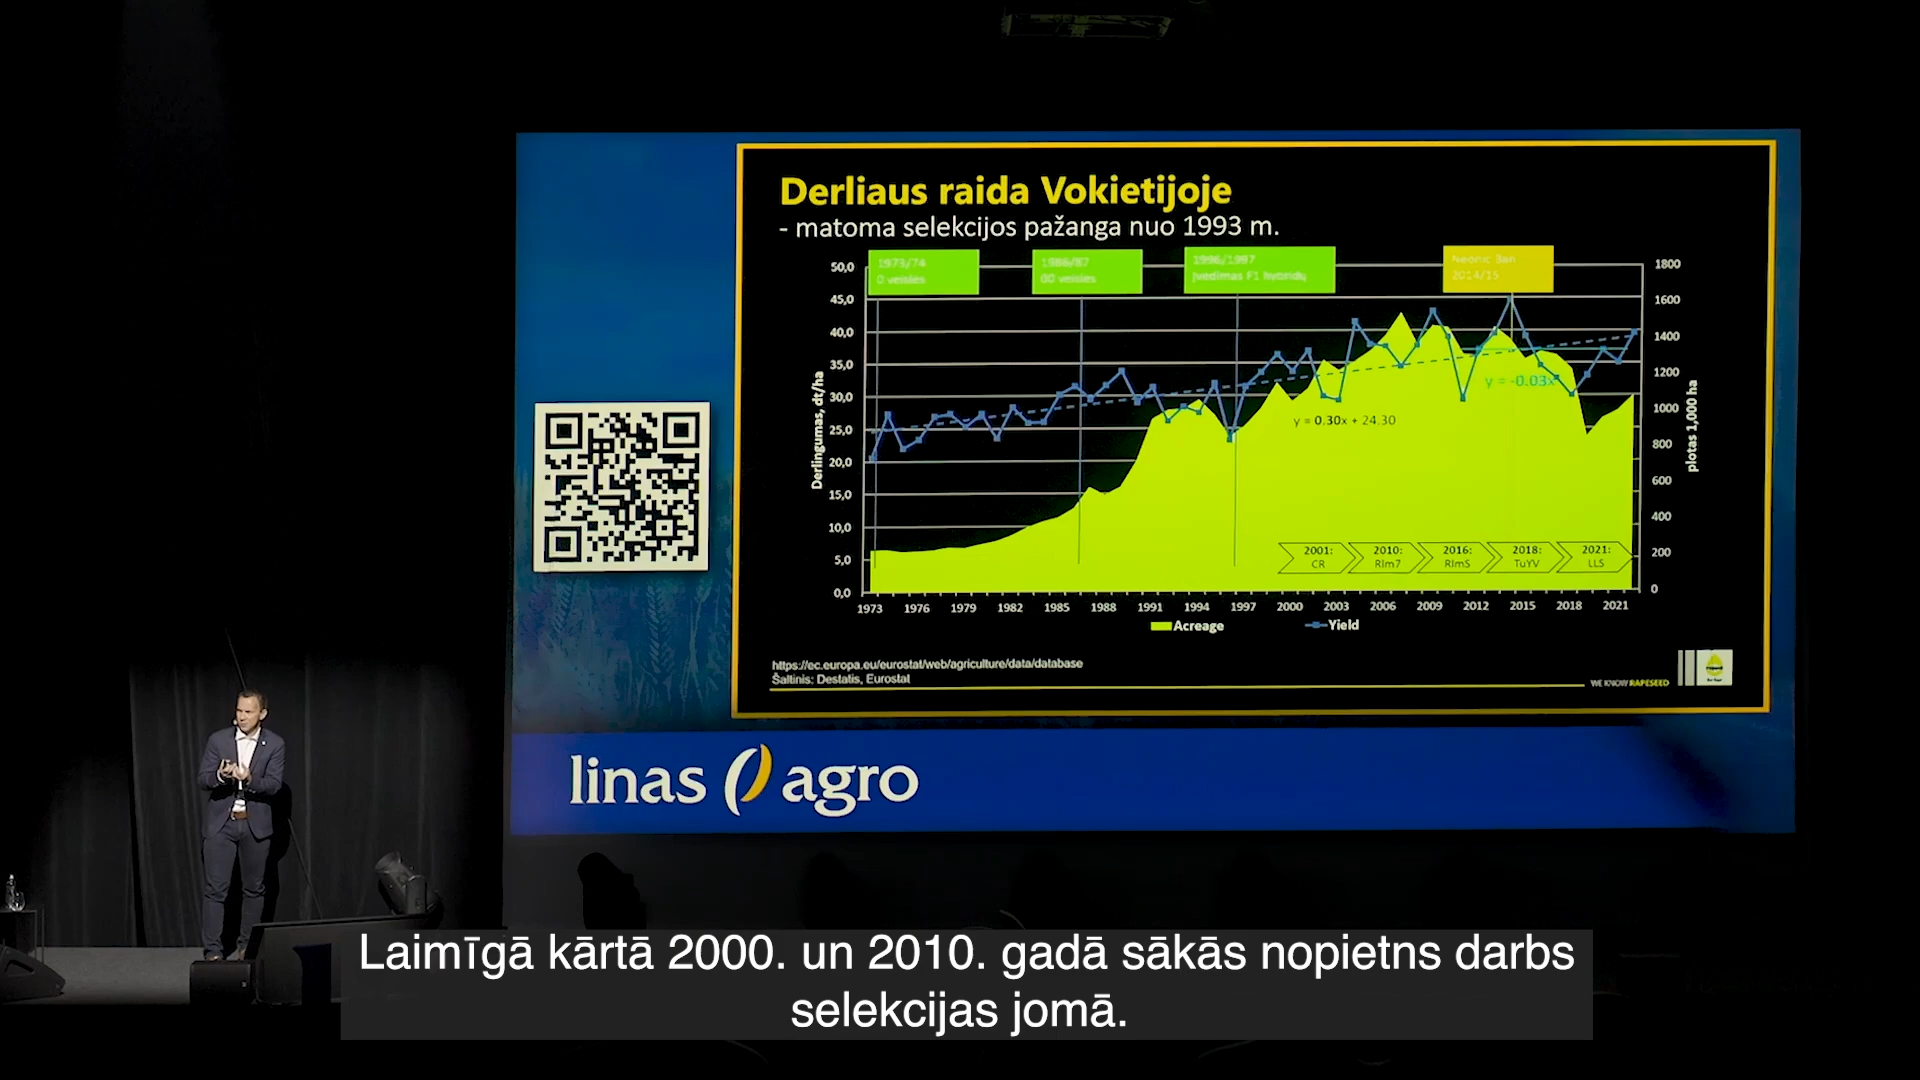 Derliaus raida Vokietijoje
- matoma selekcijos pažanga nuo 1993 m.
1973/74
0 veislės
1986/87
00 veislės
1996/1997
Įvedimas F1 hybridų
Neonic Ban
2014/15
50,0
45,0
40,0
35,0
30,0
25,0
20,0
15,0
10,0
5,0
0,0
Derlingumas, dt/ha
1800
1600
1400
1200
1000
800
600
400
200
0
plotas 1,000 ha
y = -0.03x
y = 0.30x + 24.30
2001:
CR
2010:
Rlm7
2016:
RlmS
2018:
TuYV
2021:
LLS
1973 1976 1979 1982 1985 1988 1991 1994 1997 2000 2003 2006 2009 2012 2015 2018 2021
Acreage Yield
https://ec.europa.eu/eurostat/web/agriculture/data/database
Šaltinis: Destatis, Eurostat
WE KNOW RAPESEED
linas agro
Laimīgā kārtā 2000. un 2010. gadā sākās nopietns darbs
selekcijas jomā.